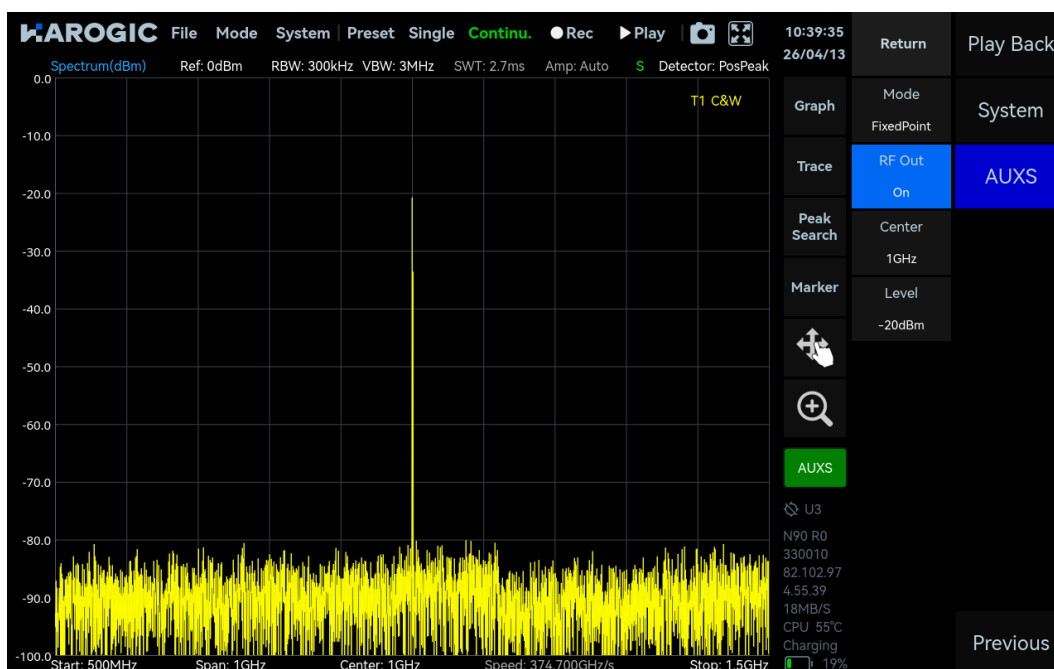 HAROGIC File Mode System Preset Single Continu. Rec Play
Spectrum(dBm) Ref: 0dBm RBW: 300kHz VBW: 3MHz SWT: 2.7ms Amp: Auto S Detector: PosPeak
T1 C&W
0.0
-10.0
-20.0
-30.0
-40.0
-50.0
-60.0
-70.0
-80.0
-90.0
-100.0
Start: 500MHz Span: 1GHz Center: 1GHz Speed: 374.700GHz/s Stop: 1.5GHz
10:39:35
26/04/13
Graph
Trace
Peak
Search
Marker
AUXS
U3
N90 R0
330010
82.102.97
4.55.39
18MB/S
CPU 55℃
Charging
19%
Return
Mode
FixedPoint
RF Out
On
Center
1GHz
Level
-20dBm
Play Back
System
AUXS
Previous